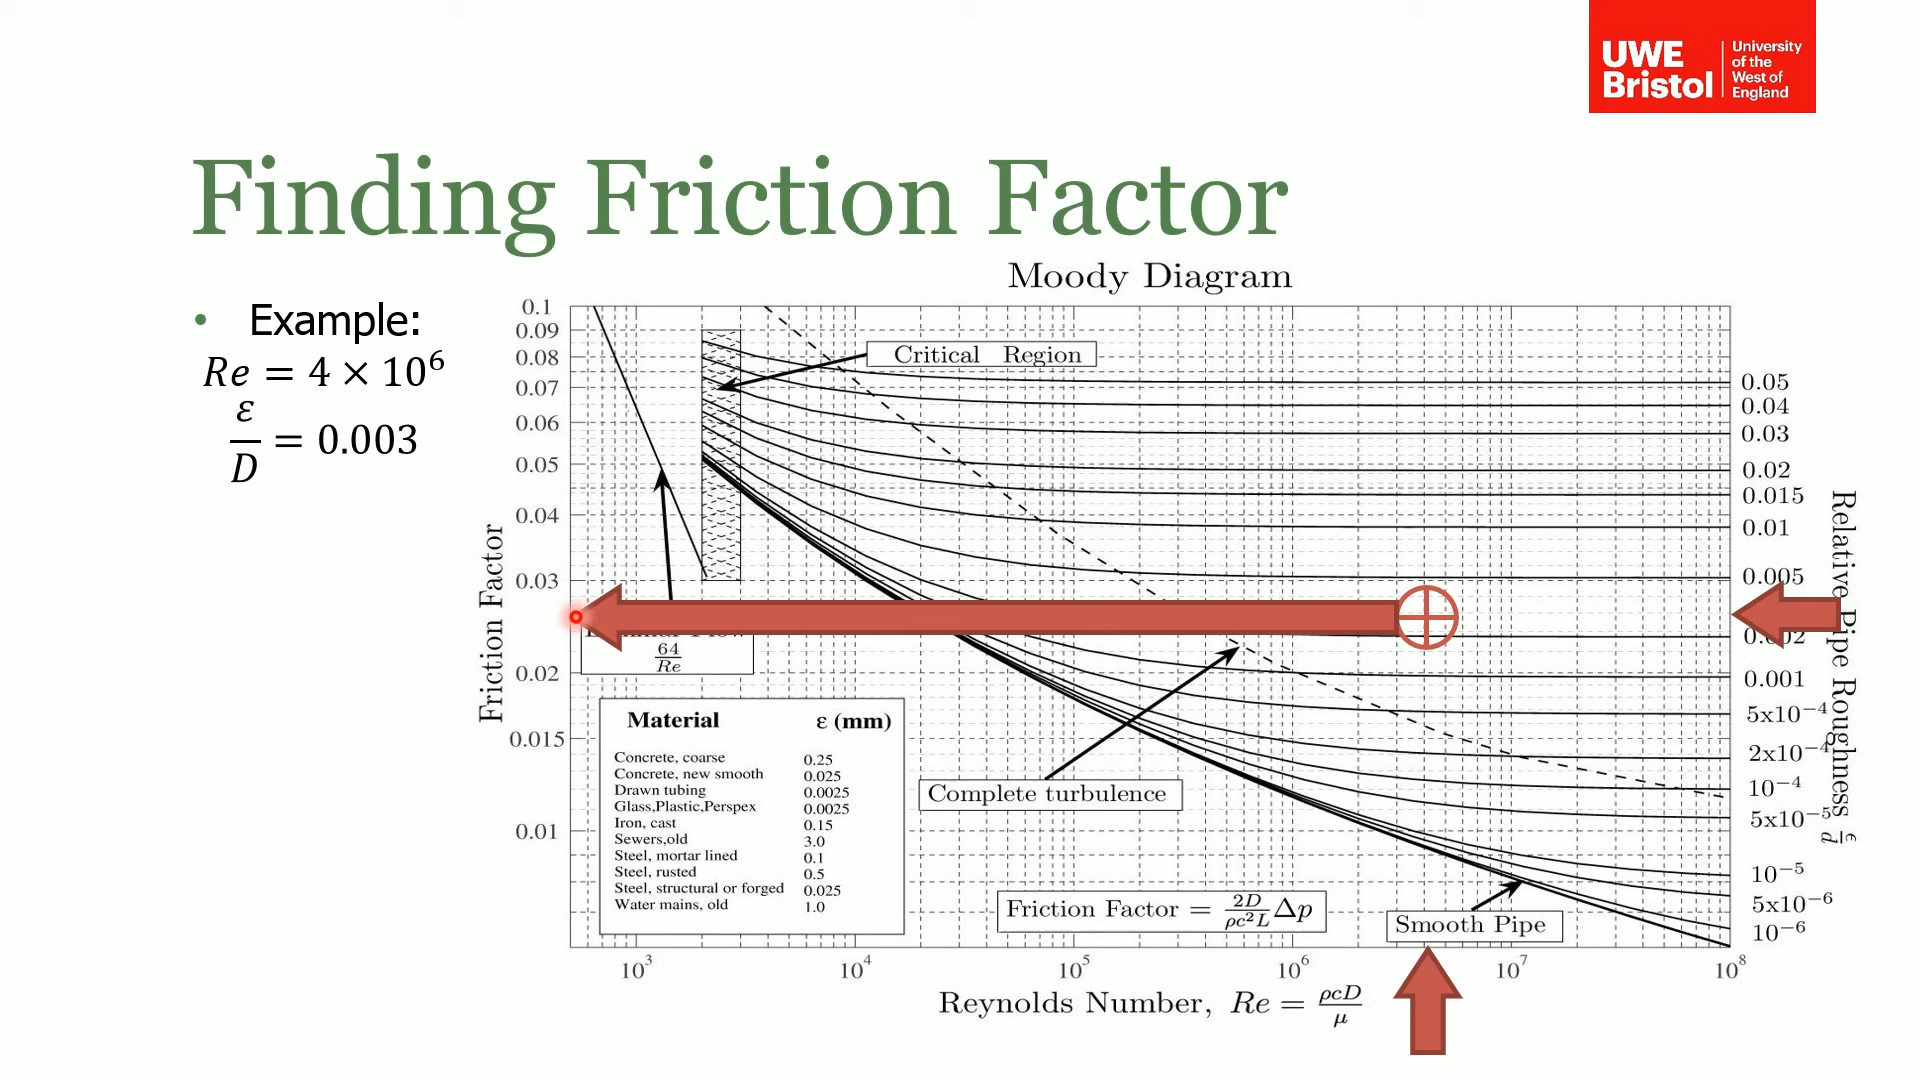 UWE Bristol
University of the West of England
Finding Friction Factor
• Example:
Re = 4 × 10⁶
ε/D = 0.003
Moody Diagram
0.1
0.09
0.08
0.07
0.06
0.05
0.04
0.03
0.02
0.015
0.01
Friction Factor
Critical Region
64/Re
Material ε (mm)
Concrete, coarse 0.25
Concrete, new smooth 0.025
Drawn tubing 0.0025
Glass,Plastic,Perspex 0.0025
Iron, cast 0.15
Sewers,old 3.0
Steel, mortar lined 0.1
Steel, rusted 0.5
Steel, structural or forged 0.025
Water mains, old 1.0
Complete turbulence
Friction Factor = 2D/ρc²L Δp
Smooth Pipe
0.05
0.04
0.03
0.02
0.015
0.01
0.005
0.002
0.001
5x10⁻⁴
2x10⁻⁴
10⁻⁴
5x10⁻⁵
10⁻⁵
5x10⁻⁶
10⁻⁶
Relative Pipe Roughness ϵ/d
10³ 10⁴ 10⁵ 10⁶ 10⁷ 10⁸
Reynolds Number, Re = ρcD/μ